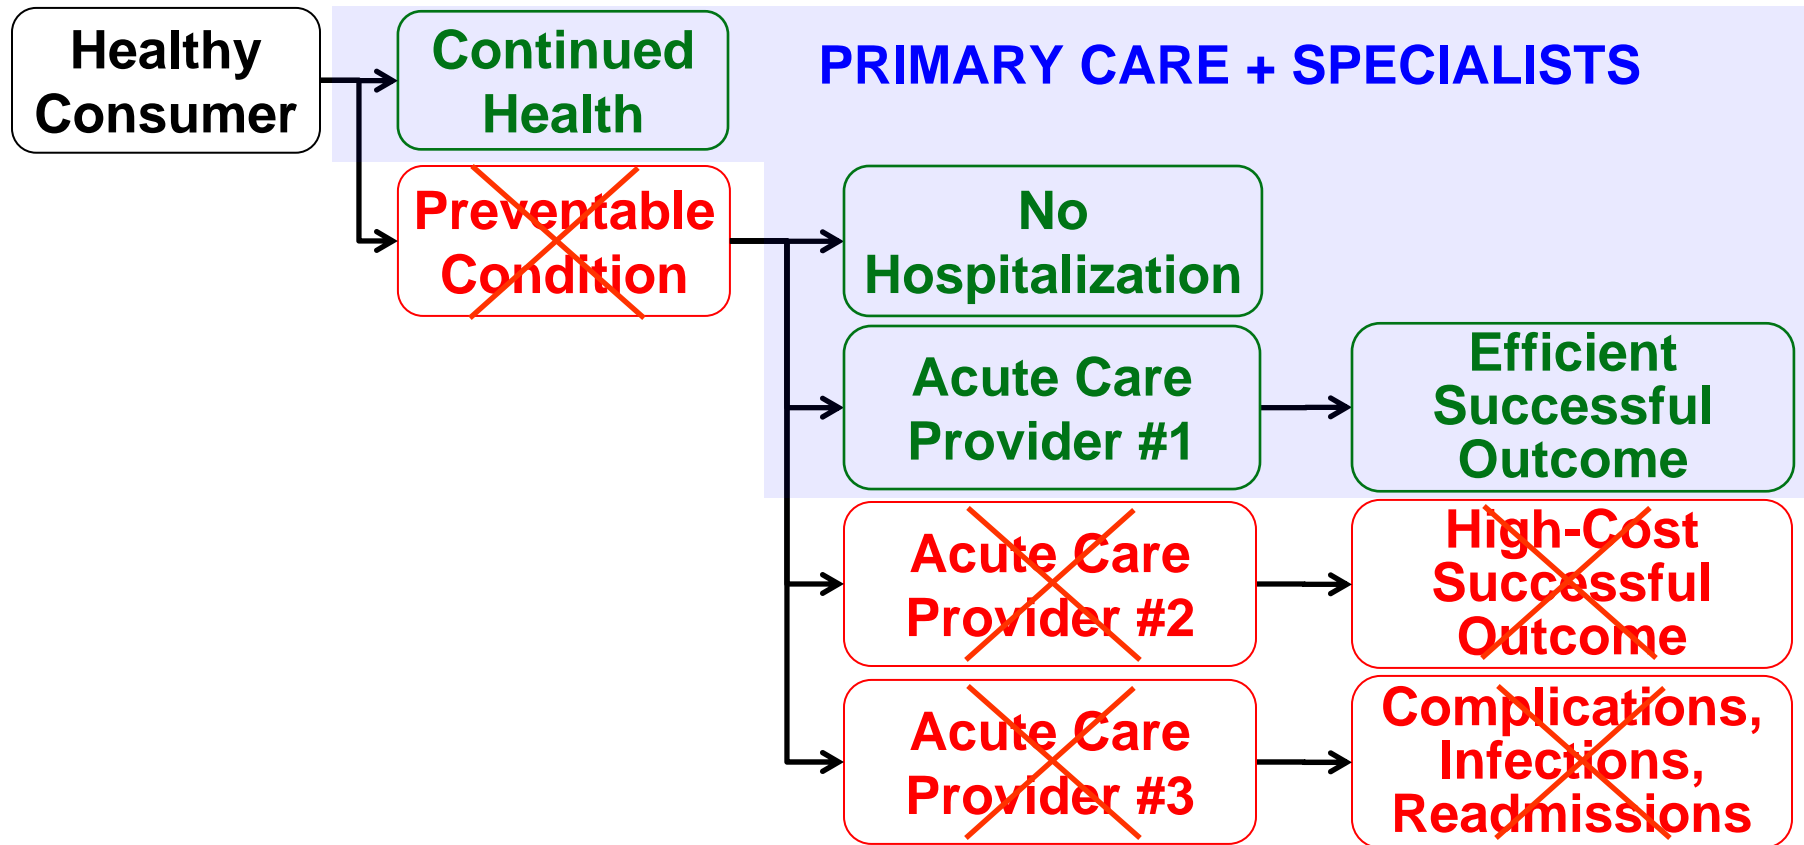 Healthy
Consumer
Continued
Health
PRIMARY CARE + SPECIALISTS
Preventable
Condition
No
Hospitalization
Acute Care
Provider #1
Efficient
Successful
Outcome
Acute Care
Provider #2
High-Cost
Successful
Outcome
Acute Care
Provider #3
Complications,
Infections,
Readmissions